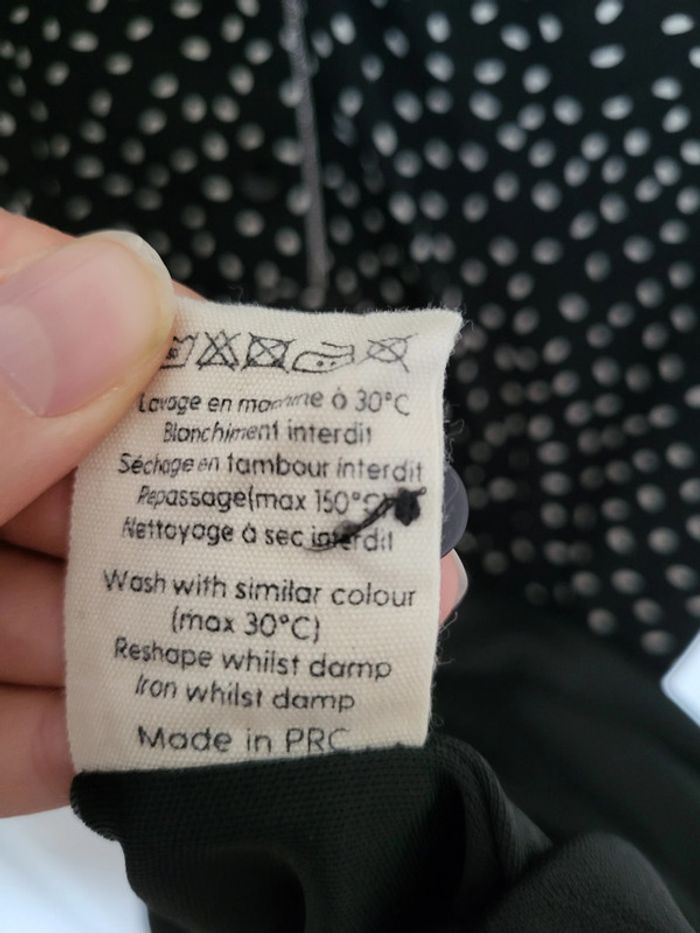 Lavage en machine à 30°C
Blanchiment interdit
Séchage en tambour interdit
Repassage(max 150°C)
Nettoyage à sec interdit
Wash with similar colour
(max 30°C)
Reshape whilst damp
Iron whilst damp
Made in PRC